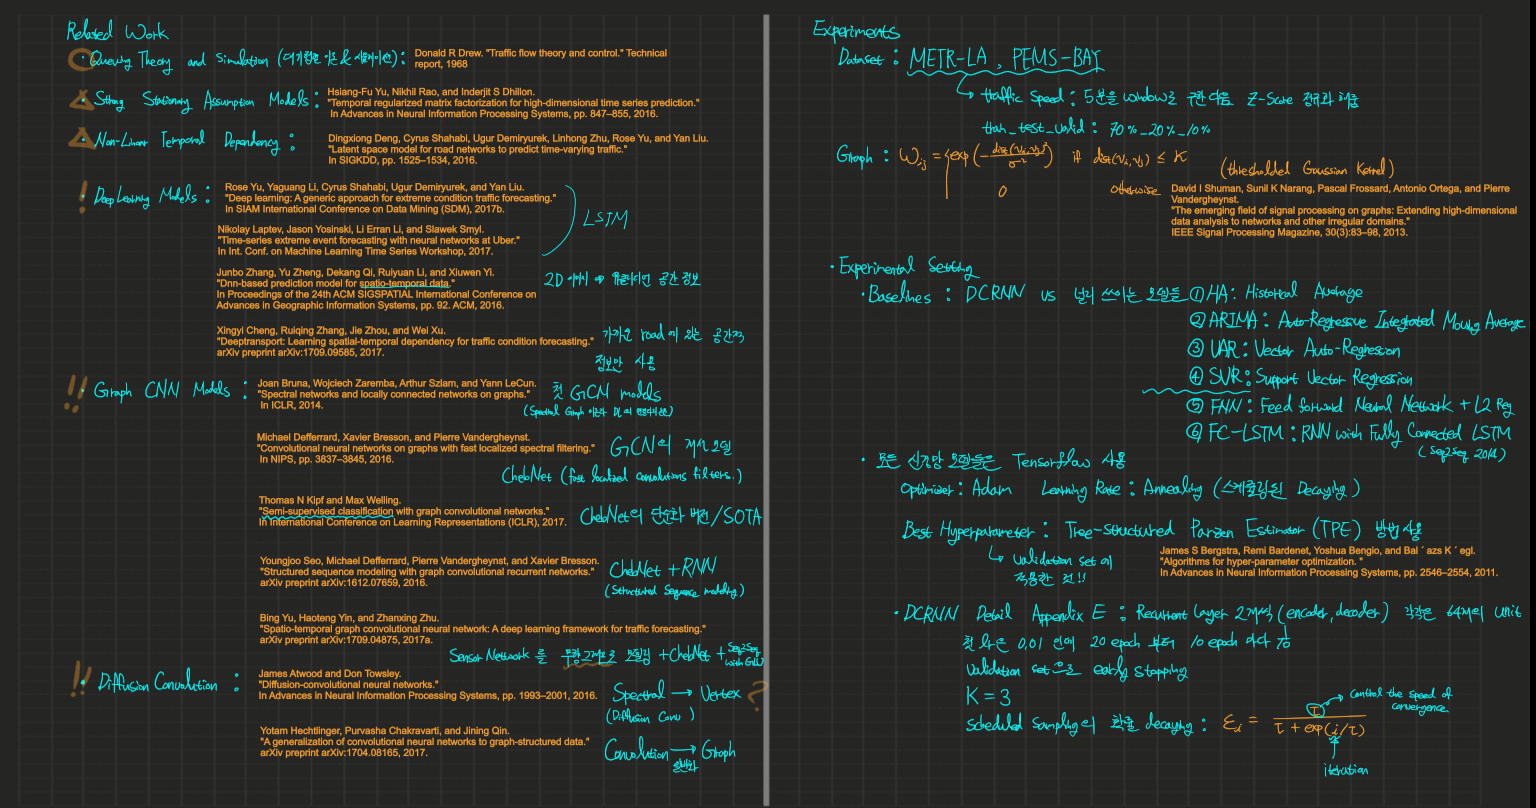 Related Work
· Queuing Theory and Simulation (대기행렬 이론 & 시뮬레이션) : Donald R Drew. "Traffic flow theory and control." Technical
report, 1968
· Strong Stationary Assumption Models : Hsiang-Fu Yu, Nikhil Rao, and Inderjit S Dhillon.
"Temporal regularized matrix factorization for high-dimensional time series prediction."
In Advances in Neural Information Processing Systems, pp. 847–855, 2016.
· Non-Linear Temporal Dependency : Dingxiong Deng, Cyrus Shahabi, Ugur Demiryurek, Linhong Zhu, Rose Yu, and Yan Liu.
"Latent space model for road networks to predict time-varying traffic."
In SIGKDD, pp. 1525–1534, 2016.
! Deep Learning Models : Rose Yu, Yaguang Li, Cyrus Shahabi, Ugur Demiryurek, and Yan Liu.
"Deep learning: A generic approach for extreme condition traffic forecasting."
In SIAM International Conference on Data Mining (SDM), 2017b.
LSTM
Nikolay Laptev, Jason Yosinski, Li Erran Li, and Slawek Smyl.
"Time-series extreme event forecasting with neural networks at Uber."
In Int. Conf. on Machine Learning Time Series Workshop, 2017.
Junbo Zhang, Yu Zheng, Dekang Qi, Ruiyuan Li, and Xiuwen Yi.
"Dnn-based prediction model for spatio-temporal data."
In Proceedings of the 24th ACM SIGSPATIAL International Conference on
Advances in Geographic Information Systems, pp. 92. ACM, 2016.
2D 이미지 ⇒ 유클리디언 공간 정보
Xingyi Cheng, Ruiqing Zhang, Jie Zhou, and Wei Xu.
"Deeptransport: Learning spatial-temporal dependency for traffic condition forecasting."
arXiv preprint arXiv:1709.09585, 2017.
가까운 road에 있는 공간적
정보만 사용
!! Graph CNN Models : Joan Bruna, Wojciech Zaremba, Arthur Szlam, and Yann LeCun.
"Spectral networks and locally connected networks on graphs."
In ICLR, 2014.
첫 GCN models
(Spectral Graph 이론과 DL의
Michael Defferrard, Xavier Bresson, and Pierre Vandergheynst.
"Convolutional neural networks on graphs with fast localized spectral filtering."
In NIPS, pp. 3837–3845, 2016.
GCN의 개선 모델
ChebNet (fast localized convolutions filters.)
Thomas N Kipf and Max Welling.
"Semi-supervised classification with graph convolutional networks."
In International Conference on Learning Representations (ICLR), 2017.
ChebNet의 단순화 버전/SOTA
Youngjoo Seo, Michael Defferrard, Pierre Vandergheynst, and Xavier Bresson.
"Structured sequence modeling with graph convolutional recurrent networks."
arXiv preprint arXiv:1612.07659, 2016.
ChebNet + RNN
(Structured Sequence modeling)
Bing Yu, Haoteng Yin, and Zhanxing Zhu.
"Spatio-temporal graph convolutional neural network: A deep learning framework for traffic forecasting."
arXiv preprint arXiv:1709.04875, 2017a.
Sensor Network 를 무향그래프로 모델링 + ChebNet + Seq2Seq
with GLU
!! · Diffusion Convolution : James Atwood and Don Towsley.
"Diffusion-convolutional neural networks."
In Advances in Neural Information Processing Systems, pp. 1993–2001, 2016.
Spectral → Vertex ?
(Diffusion Conv)
Yotam Hechtlinger, Purvasha Chakravarti, and Jining Qin.
"A generalization of convolutional neural networks to graph-structured data."
arXiv preprint arXiv:1704.08165, 2017.
Convolution → Graph
일반화
Experiments
Dataset : METR-LA, PEMS-BAY
↳ traffic Speed : 5분을 window로 구한 다음 Z-Score 정규화 해줌
train_test_valid : 70%_20%_10%
Graph : Wij = { exp(-dist(vi,vj)²/σ²) if dist(vi,vj) ≤ K
(thresholded Gaussian Kernel)
0 otherwise
David I Shuman, Sunil K Narang, Pascal Frossard, Antonio Ortega, and Pierre
Vandergheynst.
"The emerging field of signal processing on graphs: Extending high-dimensional
data analysis to networks and other irregular domains."
IEEE Signal Processing Magazine, 30(3):83–98, 2013.
· Experimental Setting
· Baselines : DCRNN vs 널리 쓰이는 모델들 ① HA : Historical Average
② ARIMA : Auto-Regressive Integrated Moving Average
③ VAR : Vector Auto-Regression
④ SVR : Support Vector Regression
⑤ FNN : Feed forward Neural Network + L2 Reg
⑥ FC-LSTM : RNN with Fully Connected LSTM
(Seq2Seq 2014)
· 모든 신경망 모델들은 Tensorflow 사용
Optimizer : Adam Learning Rate : Annealing (스케쥴링된 Decaying)
Best Hyperparameter : Tree-Structured Parzen Estimator (TPE) 방법 사용
↳ Validation set에
적용한 것!!
James S Bergstra, Remi Bardenet, Yoshua Bengio, and Bal ´ azs K ´ egl.
"Algorithms for hyper-parameter optimization. "
In Advances in Neural Information Processing Systems, pp. 2546–2554, 2011.
· DCRNN Detail Appendix E : Recurrent layer 2개씩 (encoder, decoder) 각각은 64개의 Unit
첫 lr은 0.01 인데 20 epoch 부터 10 epoch 마다 1/10
Validation set으로 early stopping
K = 3
Scheduled Sampling의 확률 decaying : εi = τ / (τ + exp(i/τ))
→ Control the speed of
convergence
iteration